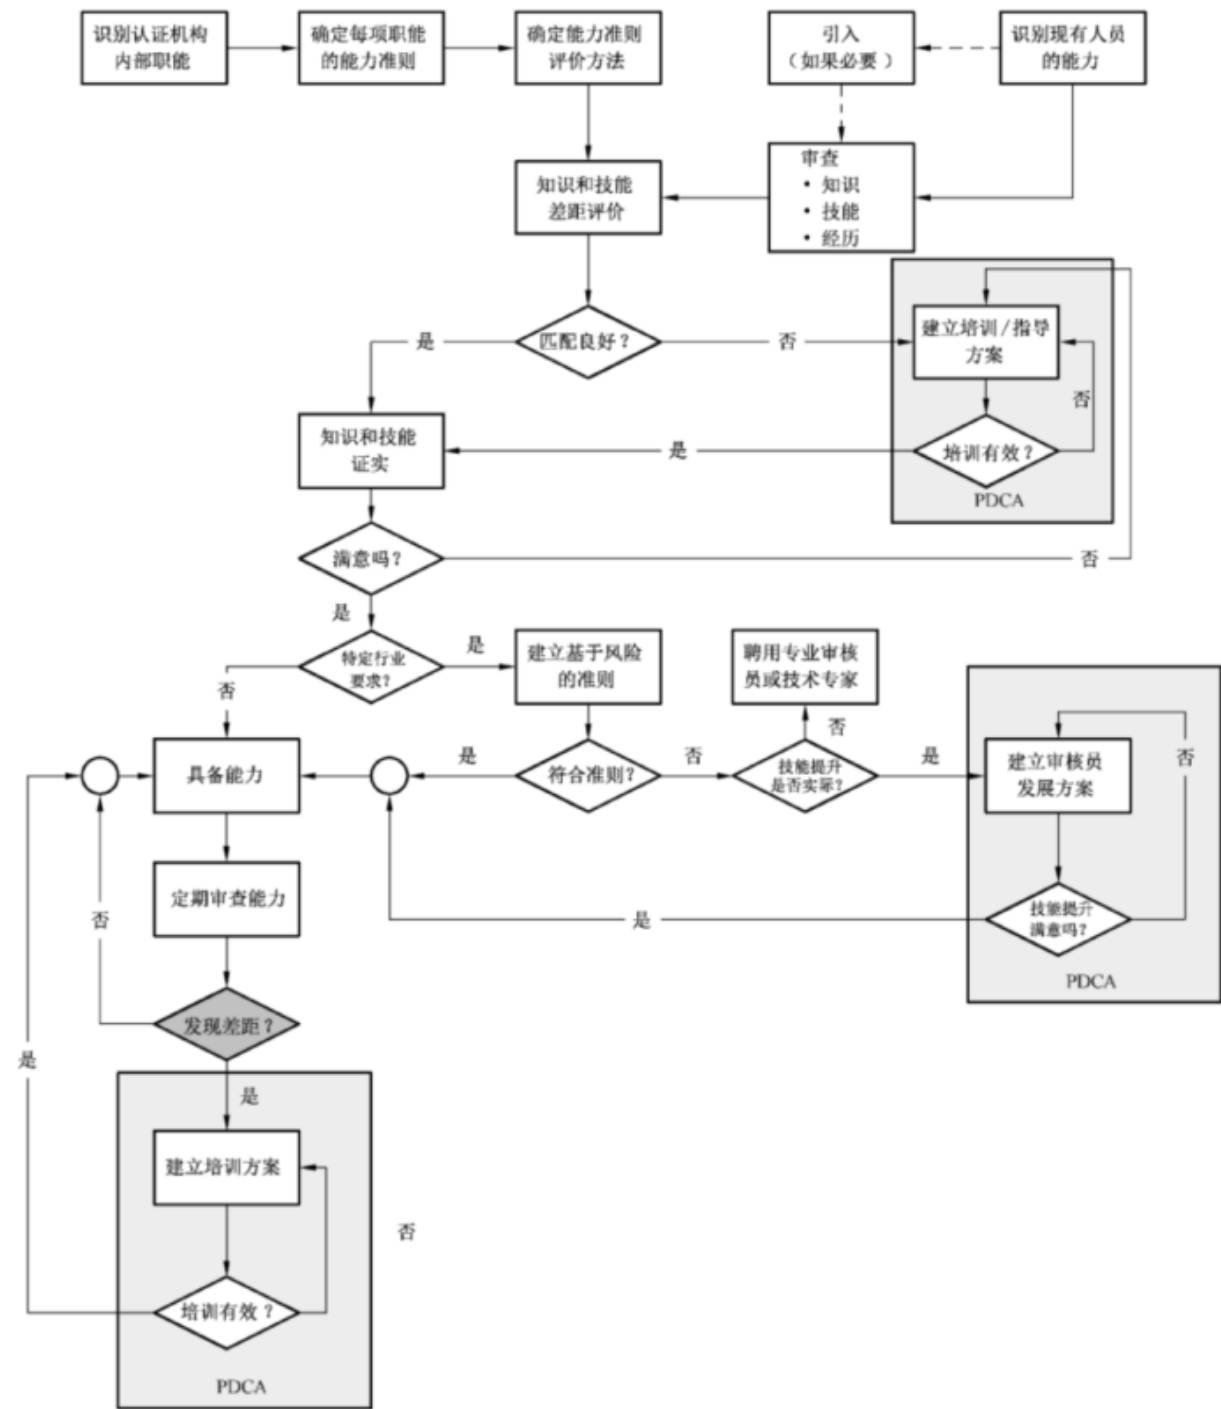 识别认证机构
内部职能
确定每项职能
的能力准则
确定能力准则
评价方法
引入
（如果必要）
识别现有人员
的能力
知识和技能
差距评价
审查
• 知识
• 技能
• 经历
匹配良好？
是
否
建立培训/指导
方案
否
培训有效？
PDCA
是
知识和技能
证实
满意吗？
否
是
特定行业
要求？
是
否
建立基于风险
的准则
聘用专业审核
员或技术专家
否
具备能力
是
符合准则？
否
技能提升
是否实际？
是
建立审核员
发展方案
否
定期审查能力
否
是
技能提升
满意吗？
PDCA
发现差距？
是
是
建立培训方案
否
培训有效？
PDCA